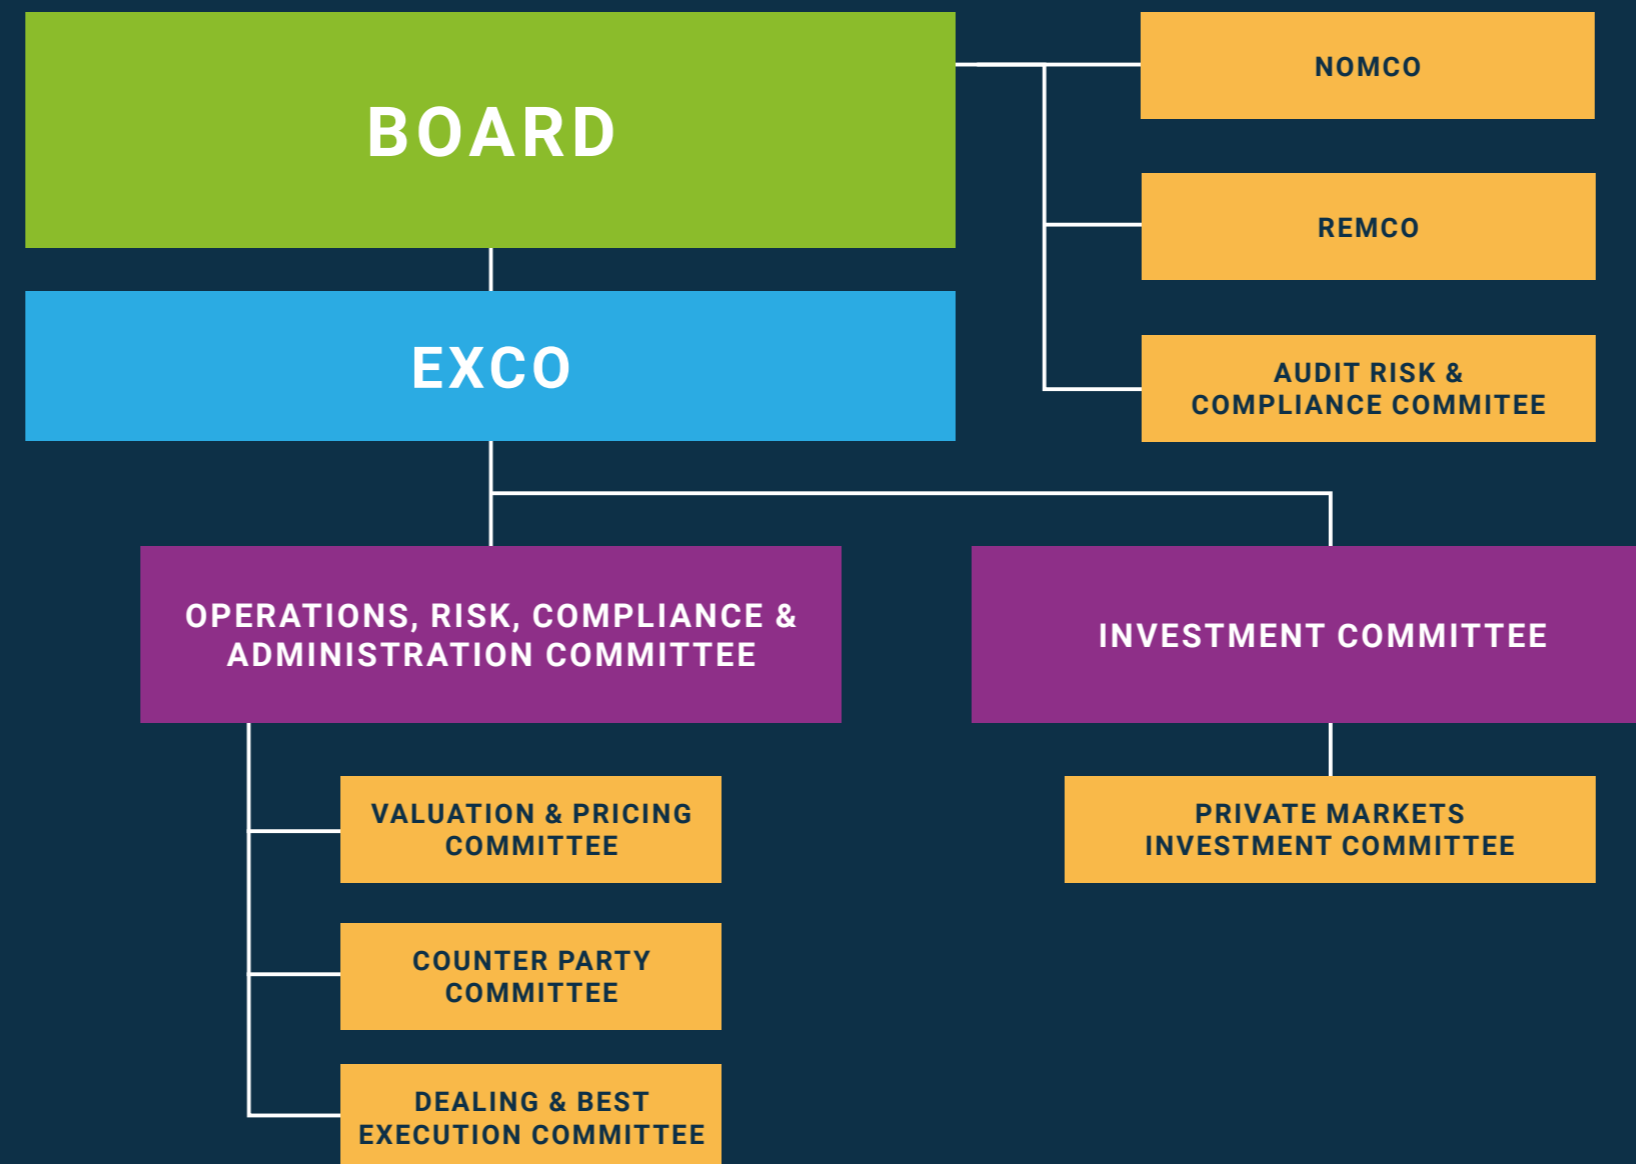 BOARD
NOMCO
REMCO
EXCO
AUDIT RISK &
COMPLIANCE COMMITEE
OPERATIONS, RISK, COMPLIANCE &
ADMINISTRATION COMMITTEE
INVESTMENT COMMITTEE
VALUATION & PRICING
COMMITTEE
COUNTER PARTY
COMMITTEE
DEALING & BEST
EXECUTION COMMITTEE
PRIVATE MARKETS
INVESTMENT COMMITTEE